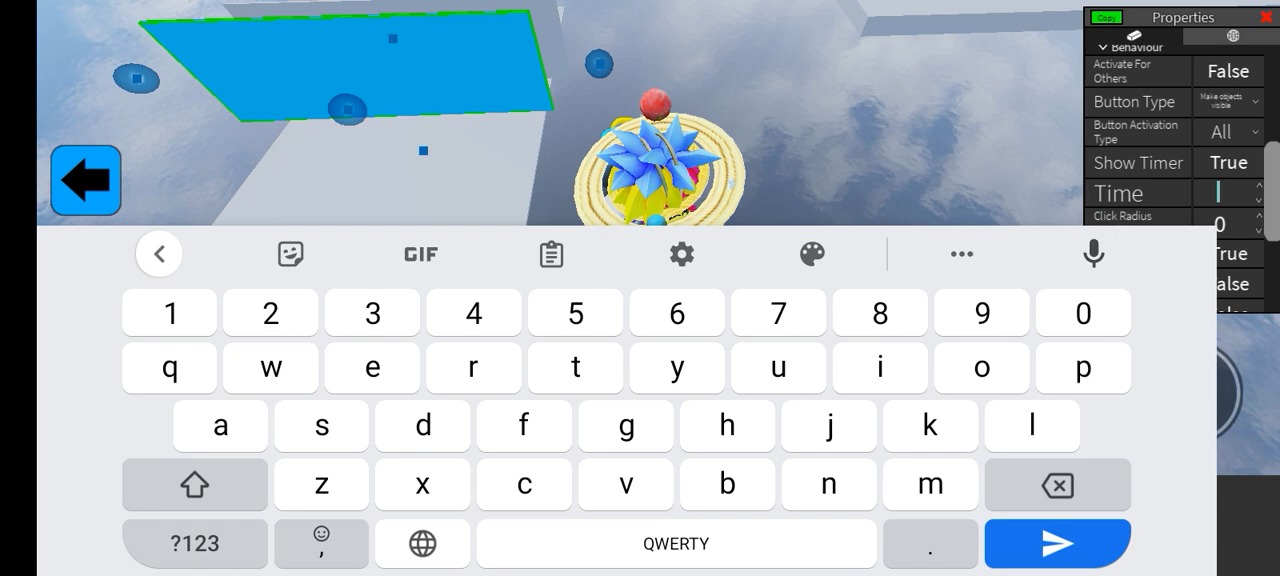 Copy Properties
Behaviour
Activate For Others False
Button Type Make objects visible
Button Activation Type All
Show Timer True
Time
Click Radius 0
True
alse
GIF
1 2 3 4 5 6 7 8 9 0
q w e r t y u i o p
a s d f g h j k l
z x c v b n m
?123 , QWERTY .